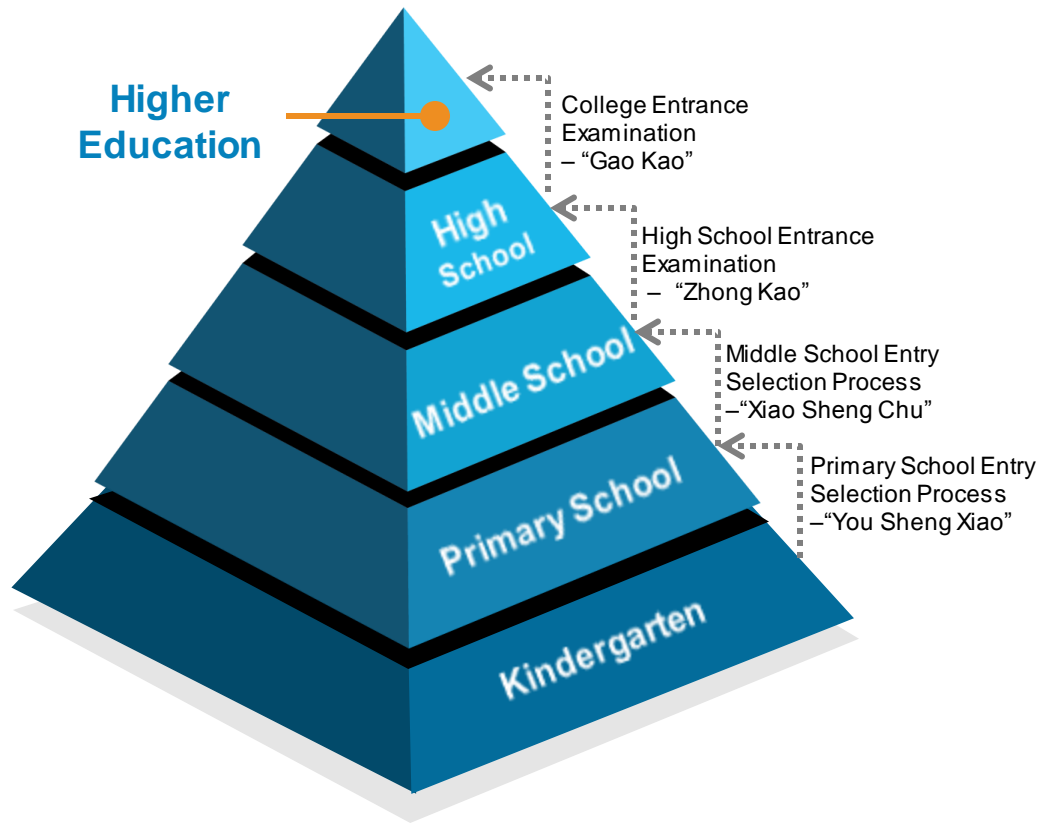 Higher
Education
College Entrance
Examination
– “Gao Kao”
High
School
High School Entrance
Examination
– “Zhong Kao”
Middle School
Middle School Entry
Selection Process
–“Xiao Sheng Chu”
Primary School
Primary School Entry
Selection Process
–“You Sheng Xiao”
Kindergarten